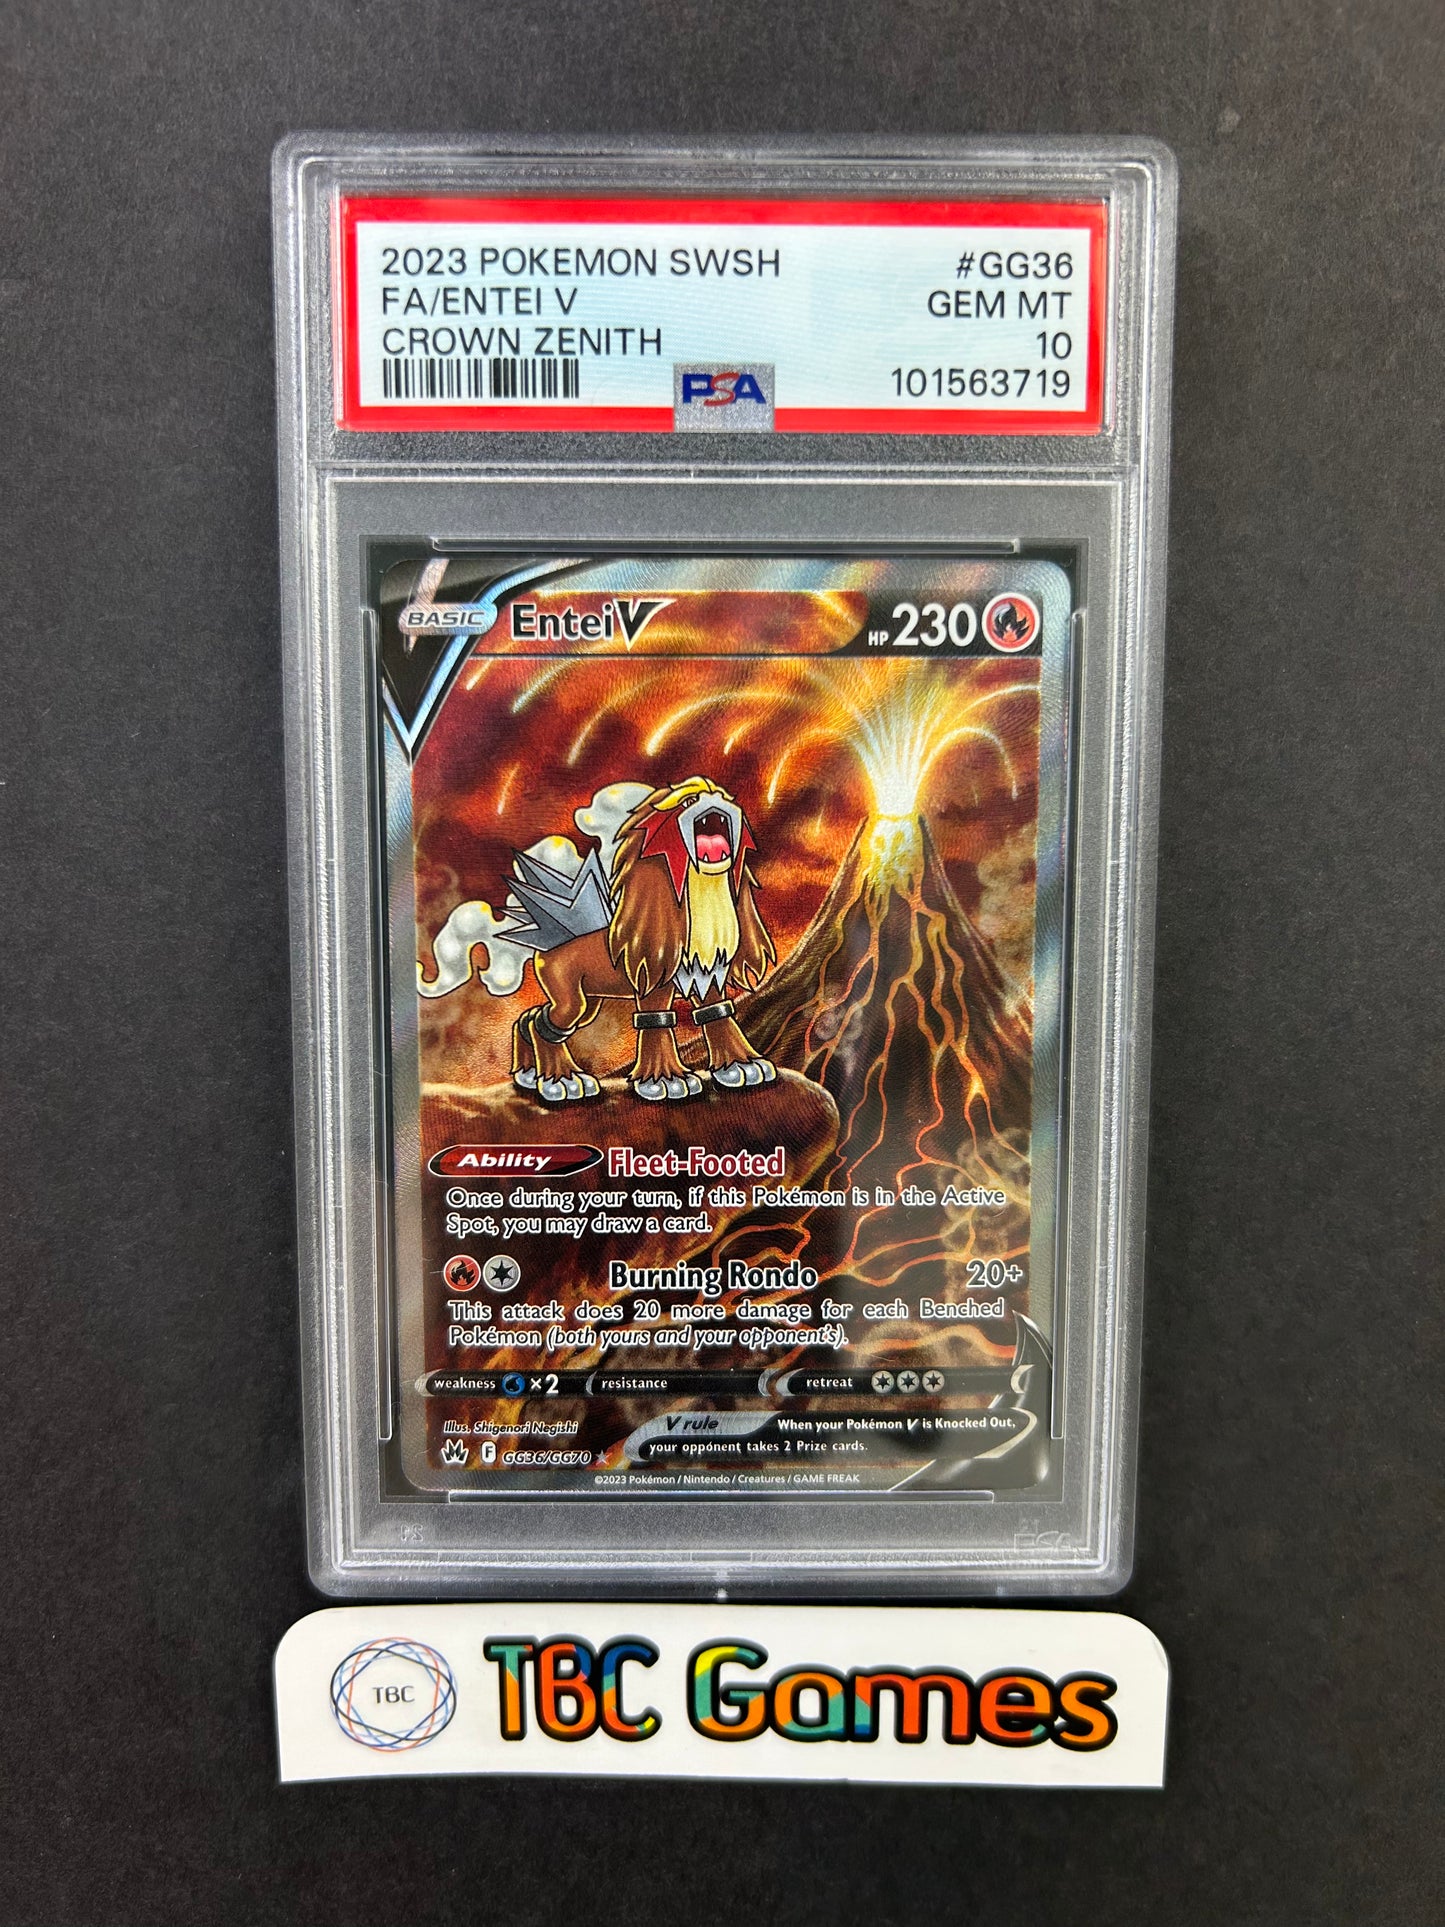 2023 POKEMON SWSH #GG36
FA/ENTEI V GEM MT
CROWN ZENITH 10
PSA 101563719
BASIC Entei V HP 230
Ability Fleet-Footed
Once during your turn, if this Pokémon is in the Active
Spot, you may draw a card.
Burning Rondo 20+
This attack does 20 more damage for each Benched
Pokémon (both yours and your opponent's).
weakness ×2 resistance retreat
Illus. Shigenori Negishi
V rule When your Pokémon V is Knocked Out,
your opponent takes 2 Prize cards.
F GG36/GG70
©2023 Pokémon / Nintendo / Creatures / GAME FREAK
TBC TBC Games